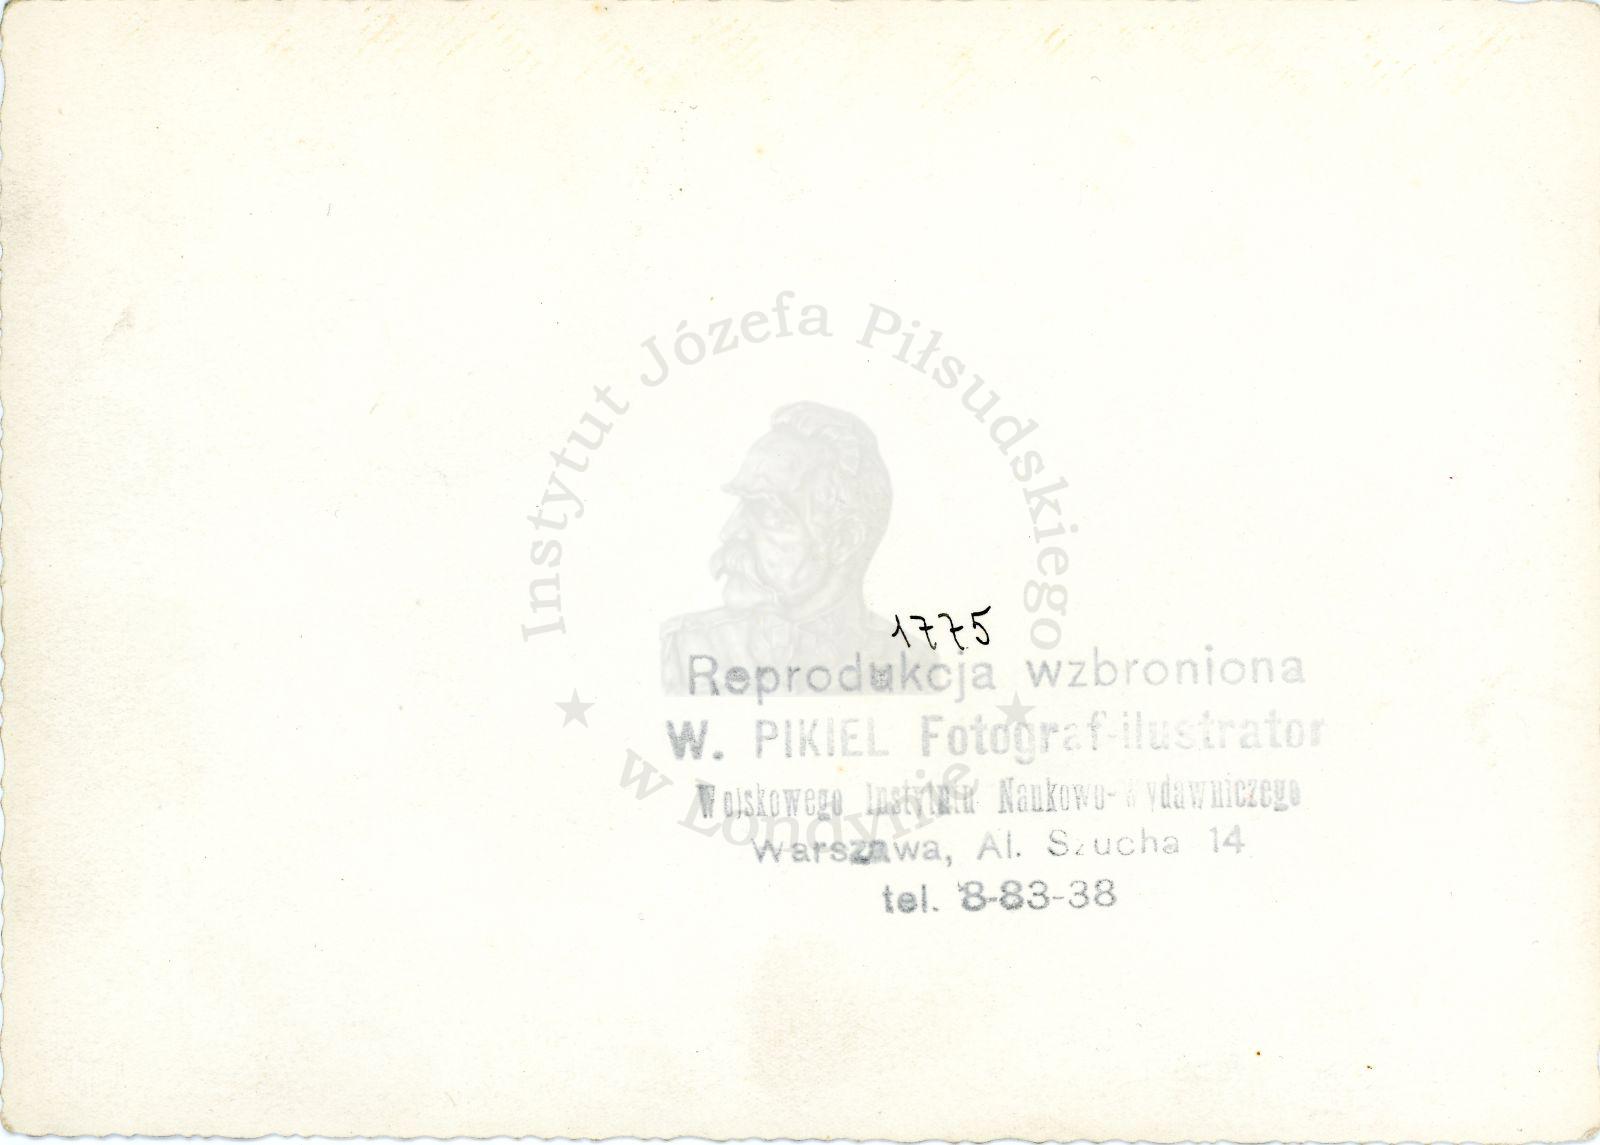 Instytut Józefa Piłsudskiego
w Londynie
1775
Reprodukcja wzbroniona
W. PIKIEL Fotograf-ilustrator
Wojskowego Instytutu Naukowo-Wydawniczego
Warszawa, Al. Szucha 14
tel. 8-83-38